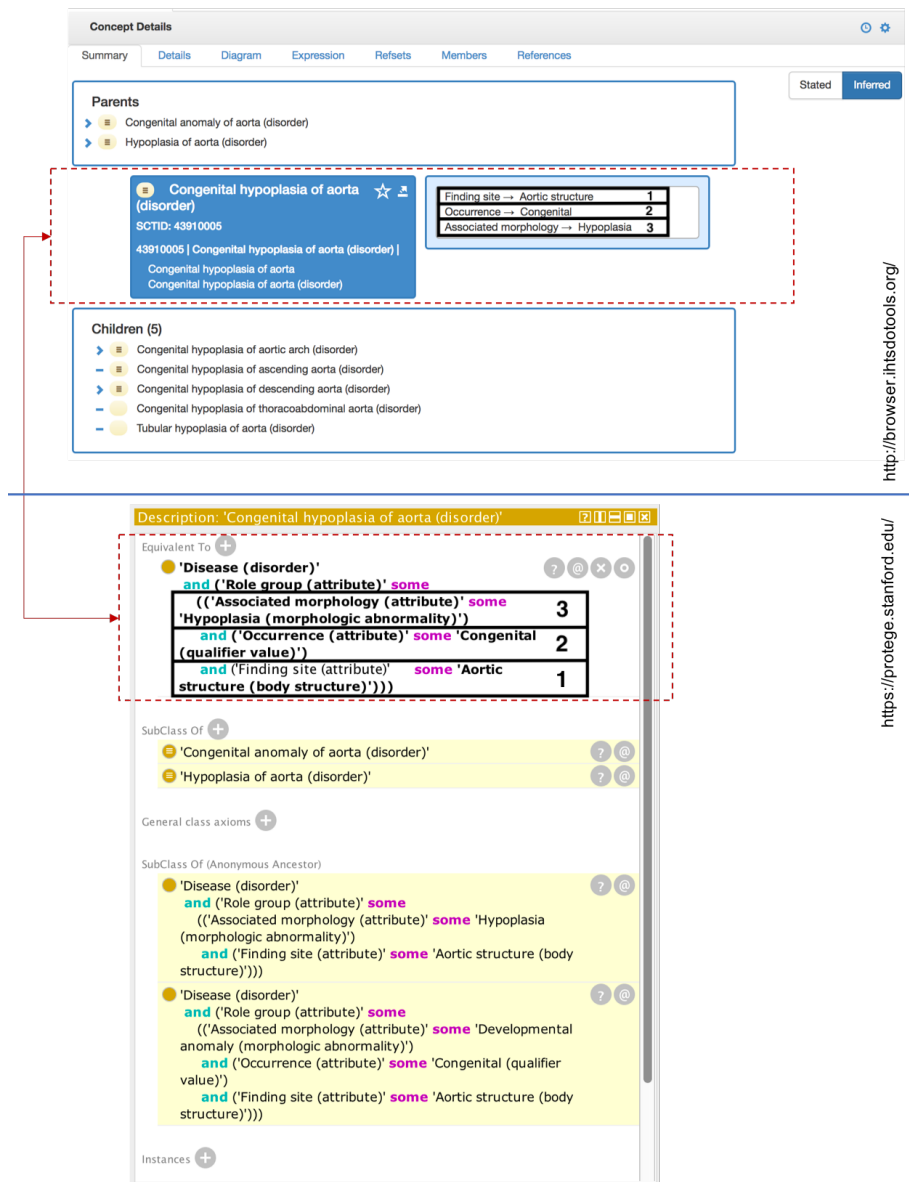 Concept Details
Summary Details Diagram Expression Refsets Members References
Stated Inferred
Parents
Congenital anomaly of aorta (disorder)
Hypoplasia of aorta (disorder)
Congenital hypoplasia of aorta
(disorder)
SCTID: 43910005
43910005 | Congenital hypoplasia of aorta (disorder) |
Congenital hypoplasia of aorta
Congenital hypoplasia of aorta (disorder)
Finding site → Aortic structure 1
Occurrence → Congenital 2
Associated morphology → Hypoplasia 3
Children (5)
Congenital hypoplasia of aortic arch (disorder)
Congenital hypoplasia of ascending aorta (disorder)
Congenital hypoplasia of descending aorta (disorder)
Congenital hypoplasia of thoracoabdominal aorta (disorder)
Tubular hypoplasia of aorta (disorder)
http://browser.ihtsdotools.org/
Description: 'Congenital hypoplasia of aorta (disorder)'
Equivalent To
'Disease (disorder)'
and ('Role group (attribute)' some
(('Associated morphology (attribute)' some
'Hypoplasia (morphologic abnormality)') 3
and ('Occurrence (attribute)' some 'Congenital
(qualifier value)') 2
and ('Finding site (attribute)' some 'Aortic
structure (body structure)'))) 1
SubClass Of
'Congenital anomaly of aorta (disorder)'
'Hypoplasia of aorta (disorder)'
General class axioms
SubClass Of (Anonymous Ancestor)
'Disease (disorder)'
and ('Role group (attribute)' some
(('Associated morphology (attribute)' some 'Hypoplasia
(morphologic abnormality)')
and ('Finding site (attribute)' some 'Aortic structure (body
structure)')))
'Disease (disorder)'
and ('Role group (attribute)' some
(('Associated morphology (attribute)' some 'Developmental
anomaly (morphologic abnormality)')
and ('Occurrence (attribute)' some 'Congenital (qualifier
value)')
and ('Finding site (attribute)' some 'Aortic structure (body
structure)')))
Instances
https://protege.stanford.edu/